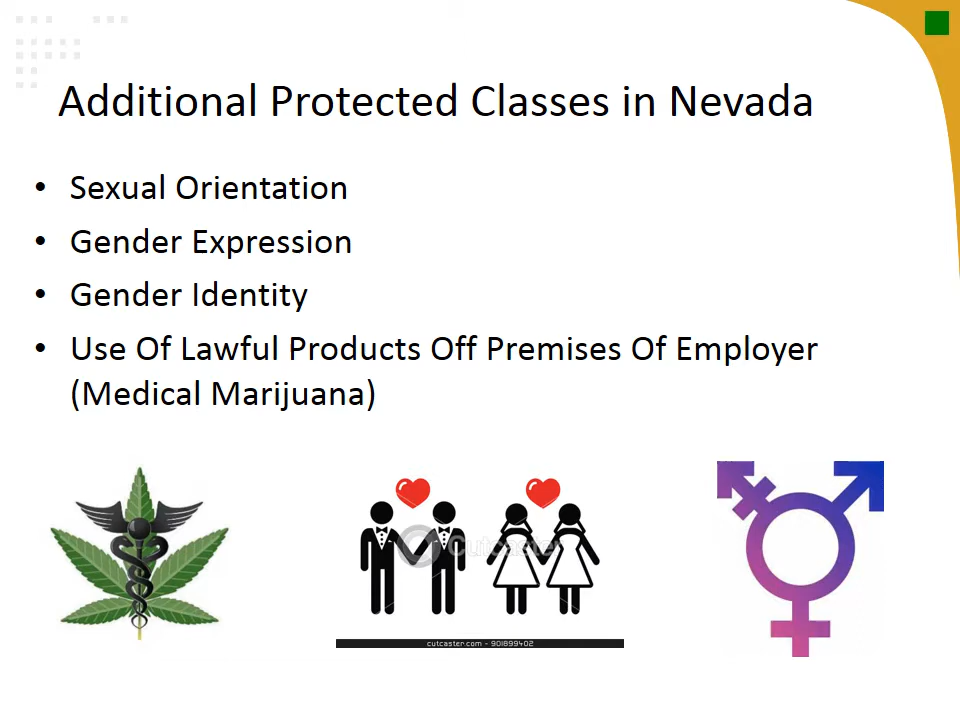 Additional Protected Classes in Nevada
• Sexual Orientation
• Gender Expression
• Gender Identity
• Use Of Lawful Products Off Premises Of Employer
(Medical Marijuana)
Cutcaster
cutcaster.com - 901899402